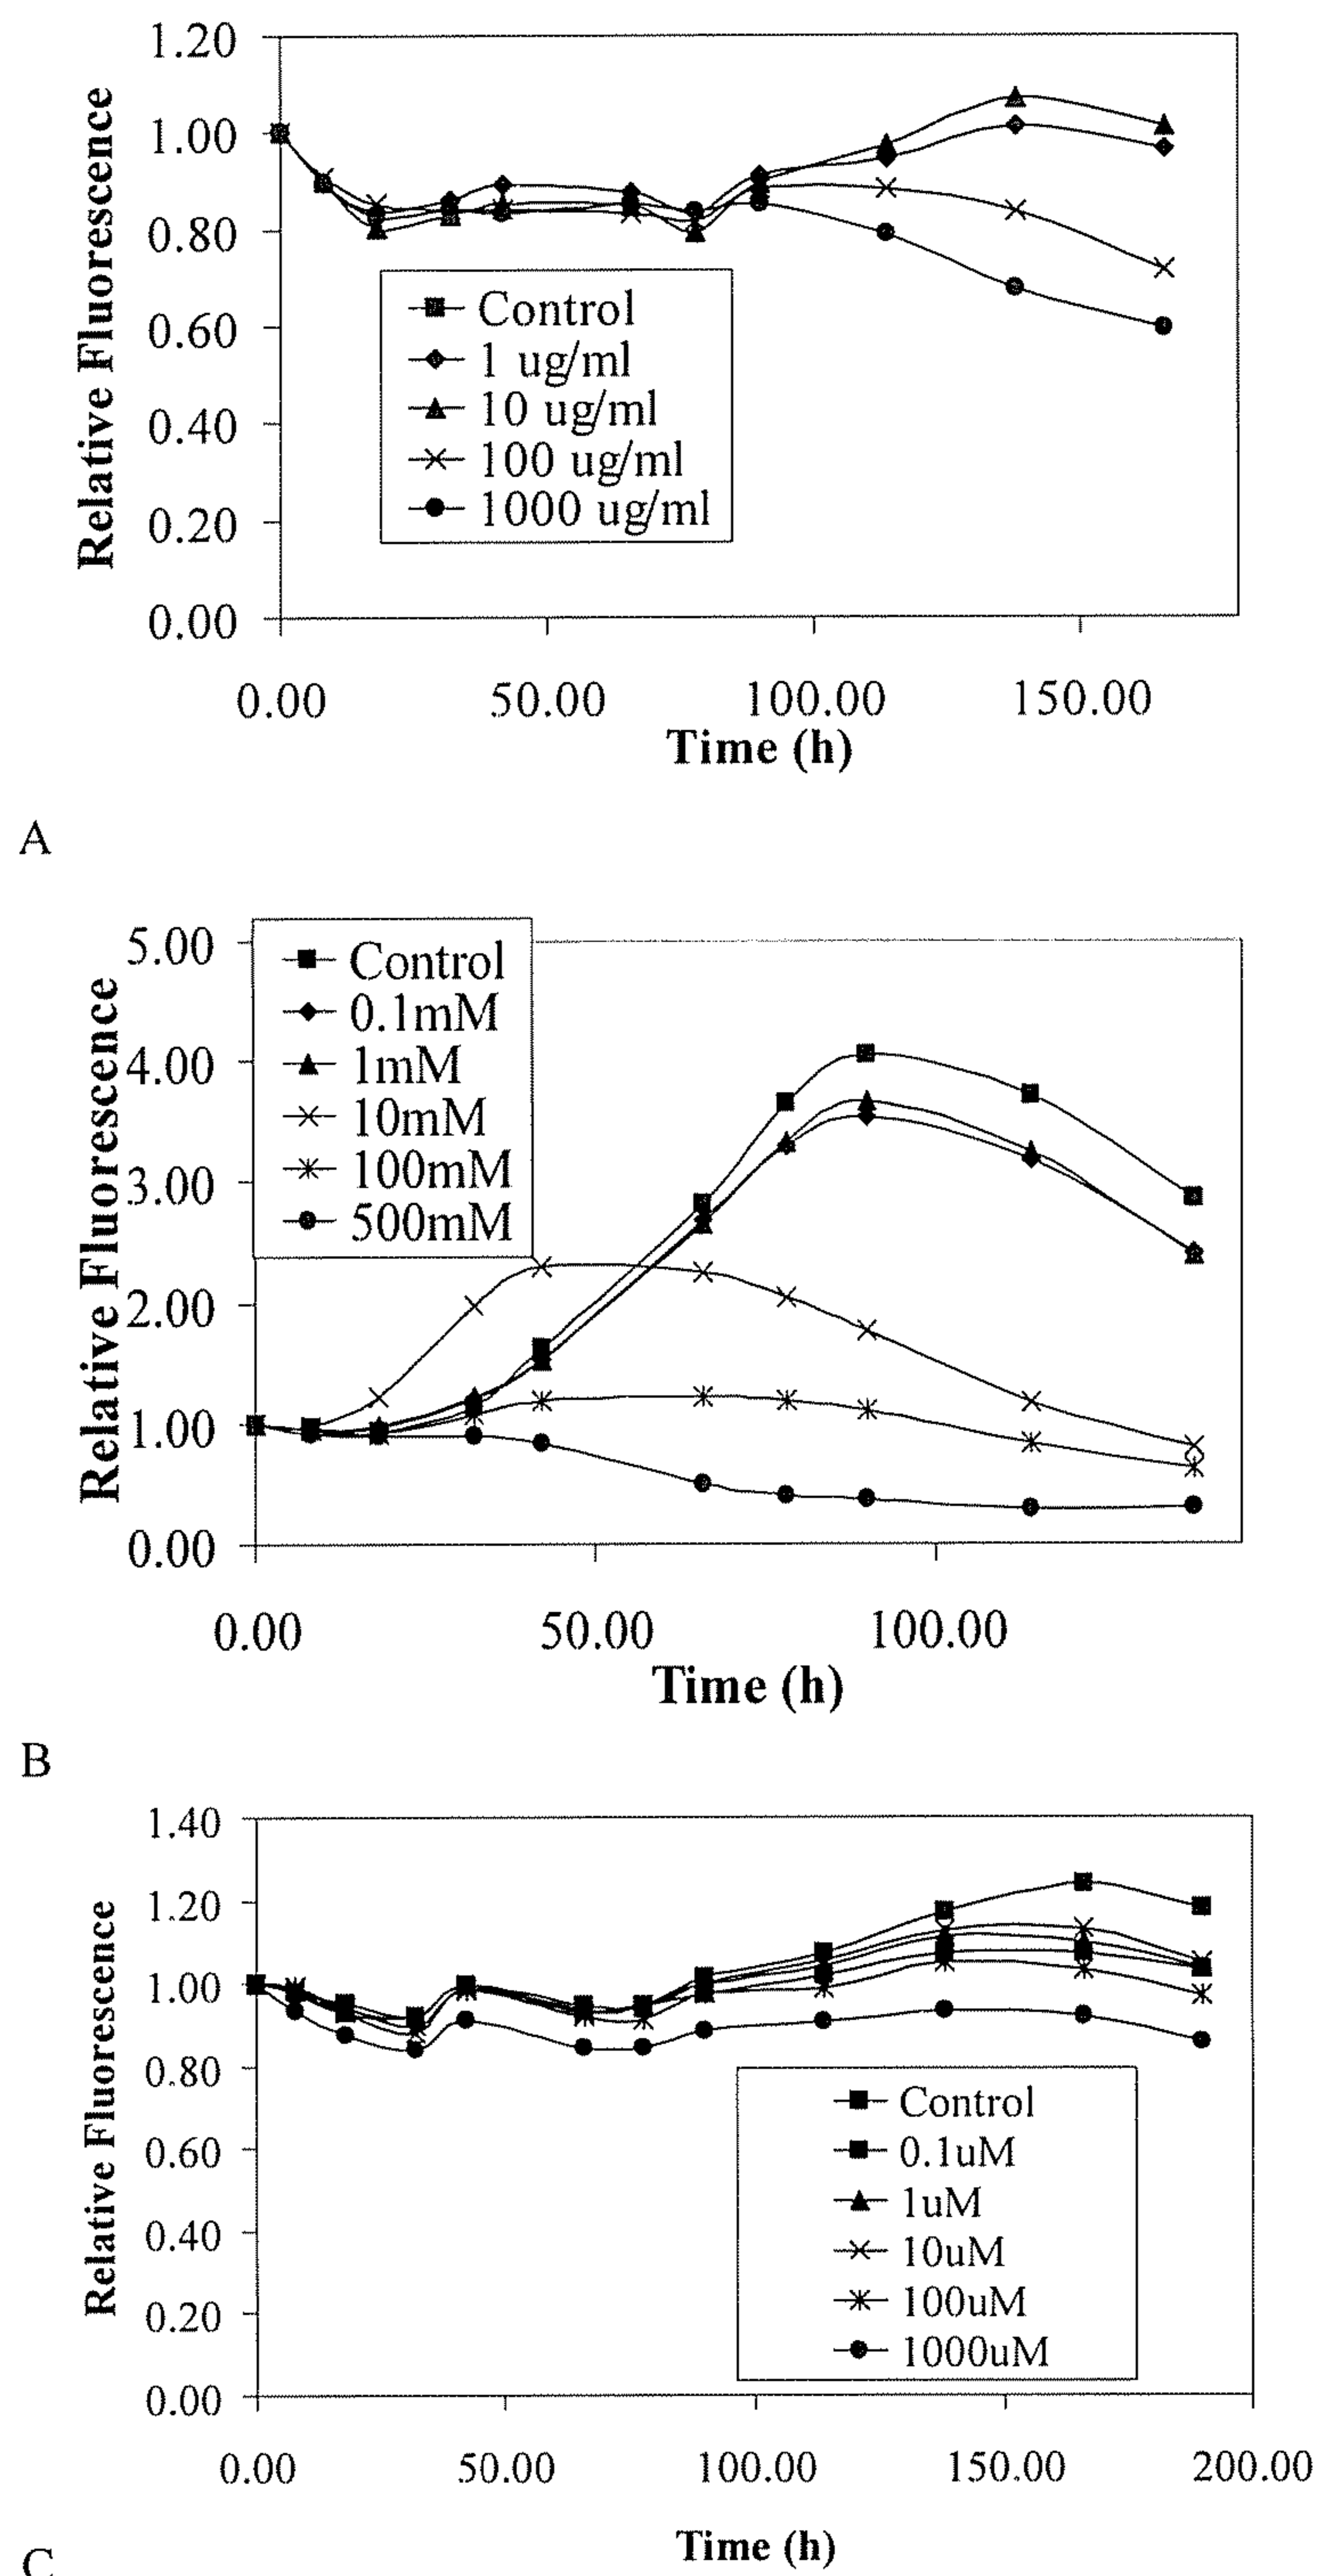 1.20
1.00
0.80
0.60
0.40
0.20
0.00
Relative Fluorescence
Control
1 ug/ml
10 ug/ml
100 ug/ml
1000 ug/ml
0.00 50.00 100.00 150.00
Time (h)
A
5.00
4.00
3.00
2.00
1.00
0.00
Relative Fluorescence
Control
0.1mM
1mM
10mM
100mM
500mM
0.00 50.00 100.00
Time (h)
B
1.40
1.20
1.00
0.80
0.60
0.40
0.20
0.00
Relative Fluorescence
Control
0.1uM
1uM
10uM
100uM
1000uM
0.00 50.00 100.00 150.00 200.00
Time (h)
C